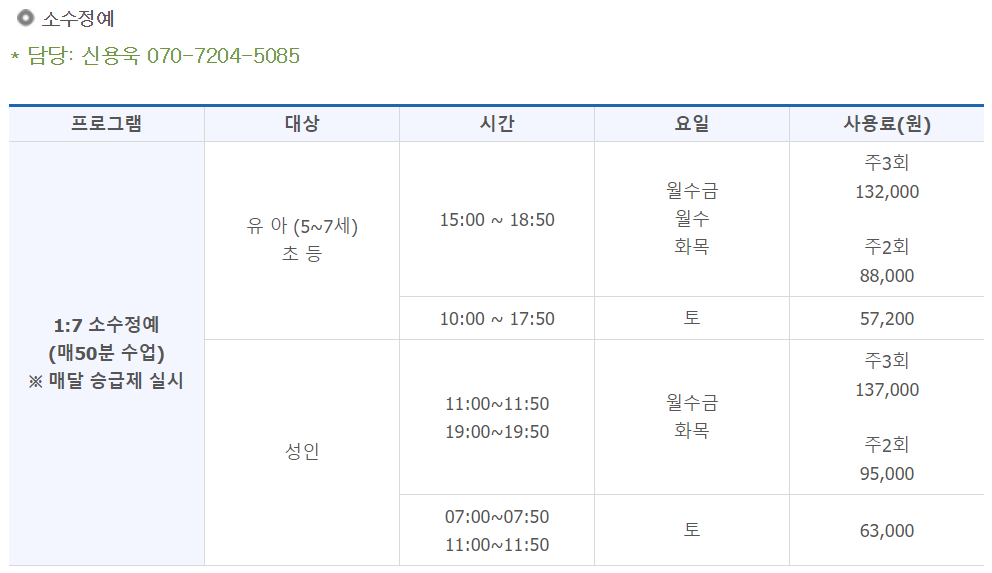 소수정예
* 담당: 신용욱 070-7204-5085
프로그램 대상 시간 요일 사용료(원)
1:7 소수정예
(매50분 수업)
※ 매달 승급제 실시
유 아 (5~7세)
초 등
15:00 ~ 18:50
월수금
월수
화목
주3회
132,000
주2회
88,000
10:00 ~ 17:50 토 57,200
성인
11:00~11:50
19:00~19:50
월수금
화목
주3회
137,000
주2회
95,000
07:00~07:50
11:00~11:50
토
63,000